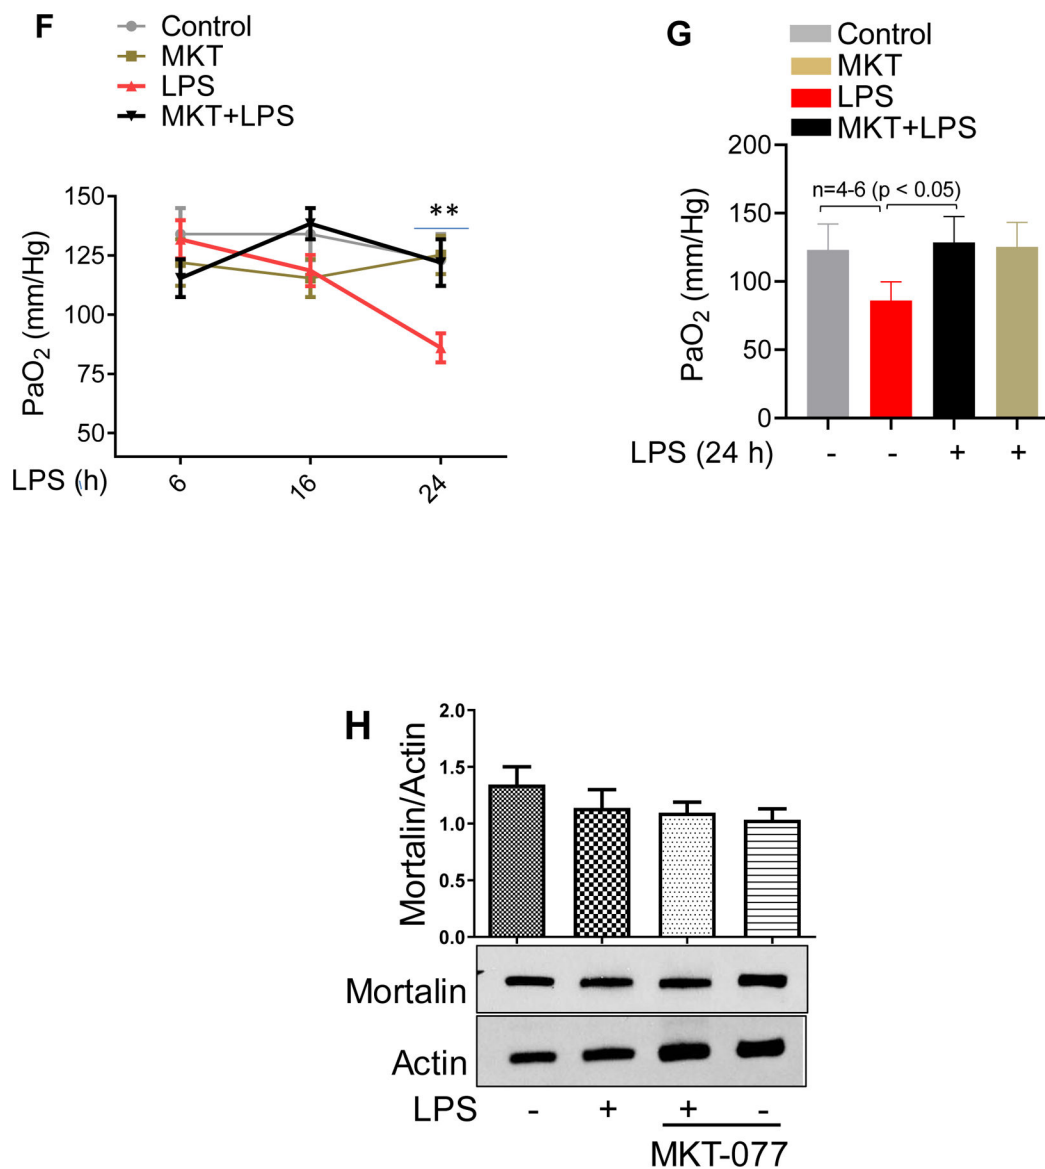 F
Control
MKT
LPS
MKT+LPS
150
125
100
75
50
PaO2 (mm/Hg)
**
LPS (h)
6
16
24
G
Control
MKT
LPS
MKT+LPS
200
150
100
50
0
PaO2 (mm/Hg)
n=4-6 (p < 0.05)
LPS (24 h) - - + +
H
2.0
1.5
1.0
0.5
0.0
Mortalin/Actin
Mortalin
Actin
LPS - + + -
MKT-077